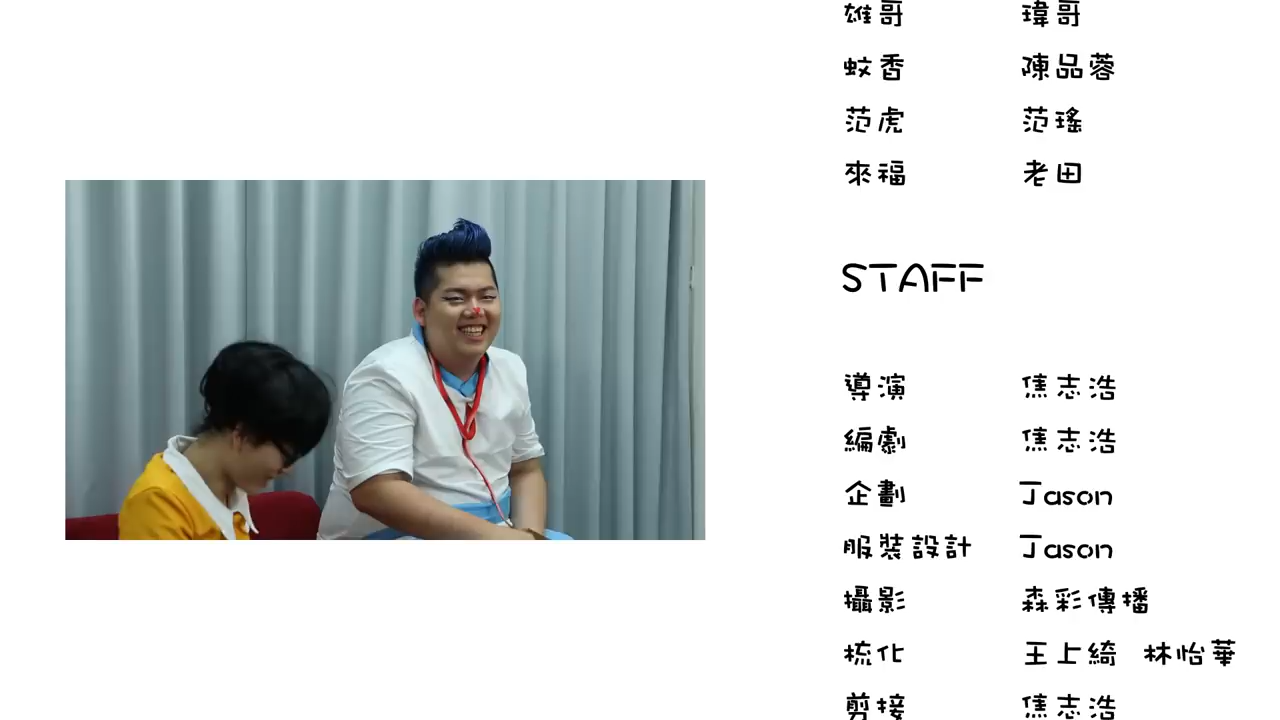 雄哥 瑋哥
蚊香 陳品蓉
范虎 范瑤
來福 老田
STAFF
導演 焦志浩
編劇 焦志浩
企劃 Jason
服裝設計 Jason
攝影 森彩傳播
梳化 王上綺 林怡華
剪接 焦志浩